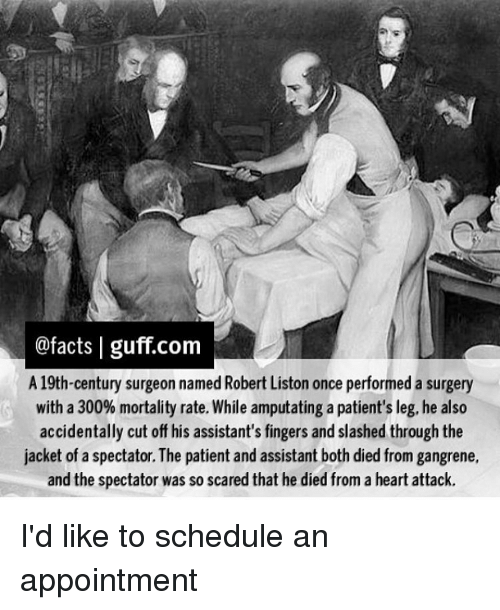 @facts | guff.com
A 19th-century surgeon named Robert Liston once performed a surgery
with a 300% mortality rate. While amputating a patient's leg, he also
accidentally cut off his assistant's fingers and slashed through the
jacket of a spectator. The patient and assistant both died from gangrene,
and the spectator was so scared that he died from a heart attack.
I'd like to schedule an
appointment